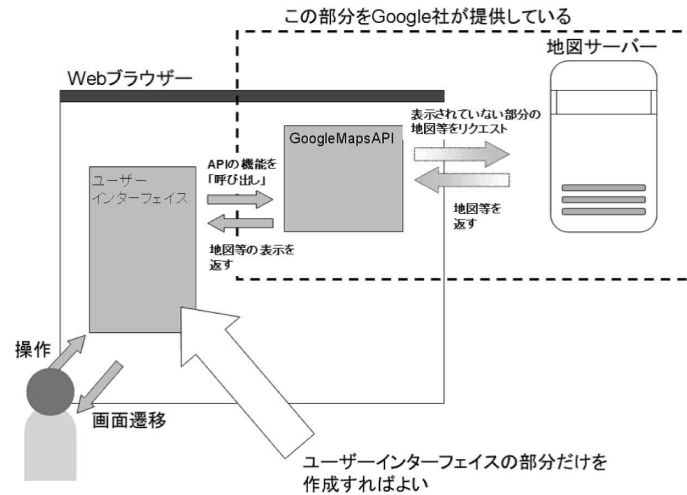 この部分をGoogle社が提供している
地図サーバー
Webブラウザー
表示されていない部分の
地図等をリクエスト
GoogleMapsAPI
APIの機能を
「呼び出し」
ユーザー
インターフェイス
地図等を
返す
地図等の表示を
返す
操作
画面遷移
ユーザーインターフェイスの部分だけを
作成すればよい